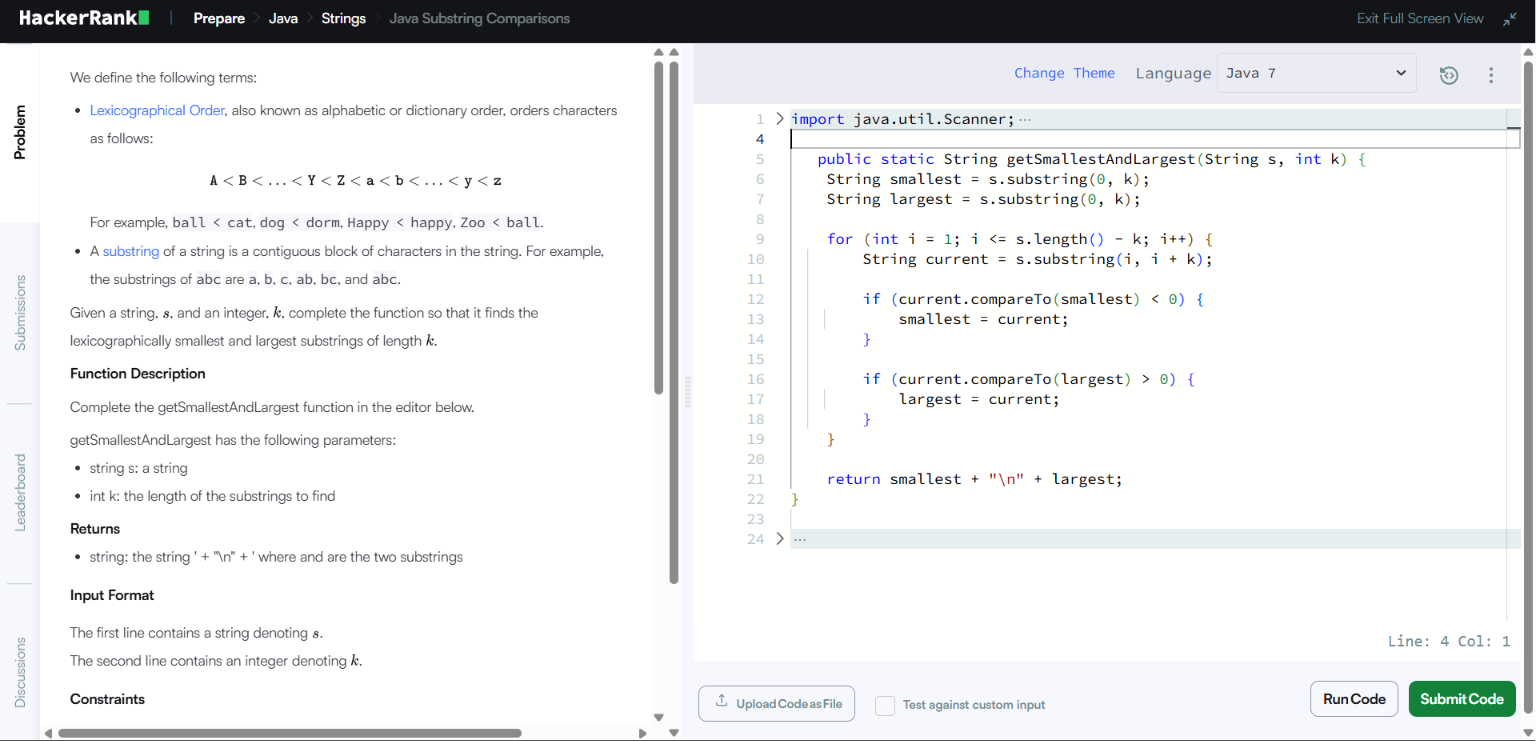 HackerRank | Prepare > Java > Strings > Java Substring Comparisons Exit Full Screen View
Problem
Submissions
Leaderboard
Discussions
We define the following terms:
• Lexicographical Order, also known as alphabetic or dictionary order, orders characters
as follows:
A < B < ... < Y < Z < a < b < ... < y < z
For example, ball < cat, dog < dorm, Happy < happy, Zoo < ball.
• A substring of a string is a contiguous block of characters in the string. For example,
the substrings of abc are a, b, c, ab, bc, and abc.
Given a string, s, and an integer, k, complete the function so that it finds the
lexicographically smallest and largest substrings of length k.
Function Description
Complete the getSmallestAndLargest function in the editor below.
getSmallestAndLargest has the following parameters:
• string s: a string
• int k: the length of the substrings to find
Returns
• string: the string ' + "\n" + ' where and are the two substrings
Input Format
The first line contains a string denoting s.
The second line contains an integer denoting k.
Constraints
Change Theme Language Java 7
1 import java.util.Scanner; ...
4
5 public static String getSmallestAndLargest(String s, int k) {
6 String smallest = s.substring(0, k);
7 String largest = s.substring(0, k);
8
9 for (int i = 1; i <= s.length() - k; i++) {
10 String current = s.substring(i, i + k);
11
12 if (current.compareTo(smallest) < 0) {
13 smallest = current;
14 }
15
16 if (current.compareTo(largest) > 0) {
17 largest = current;
18 }
19 }
20
21 return smallest + "\n" + largest;
22 }
23
24 ...
Line: 4 Col: 1
Upload Code as File Test against custom input Run Code Submit Code